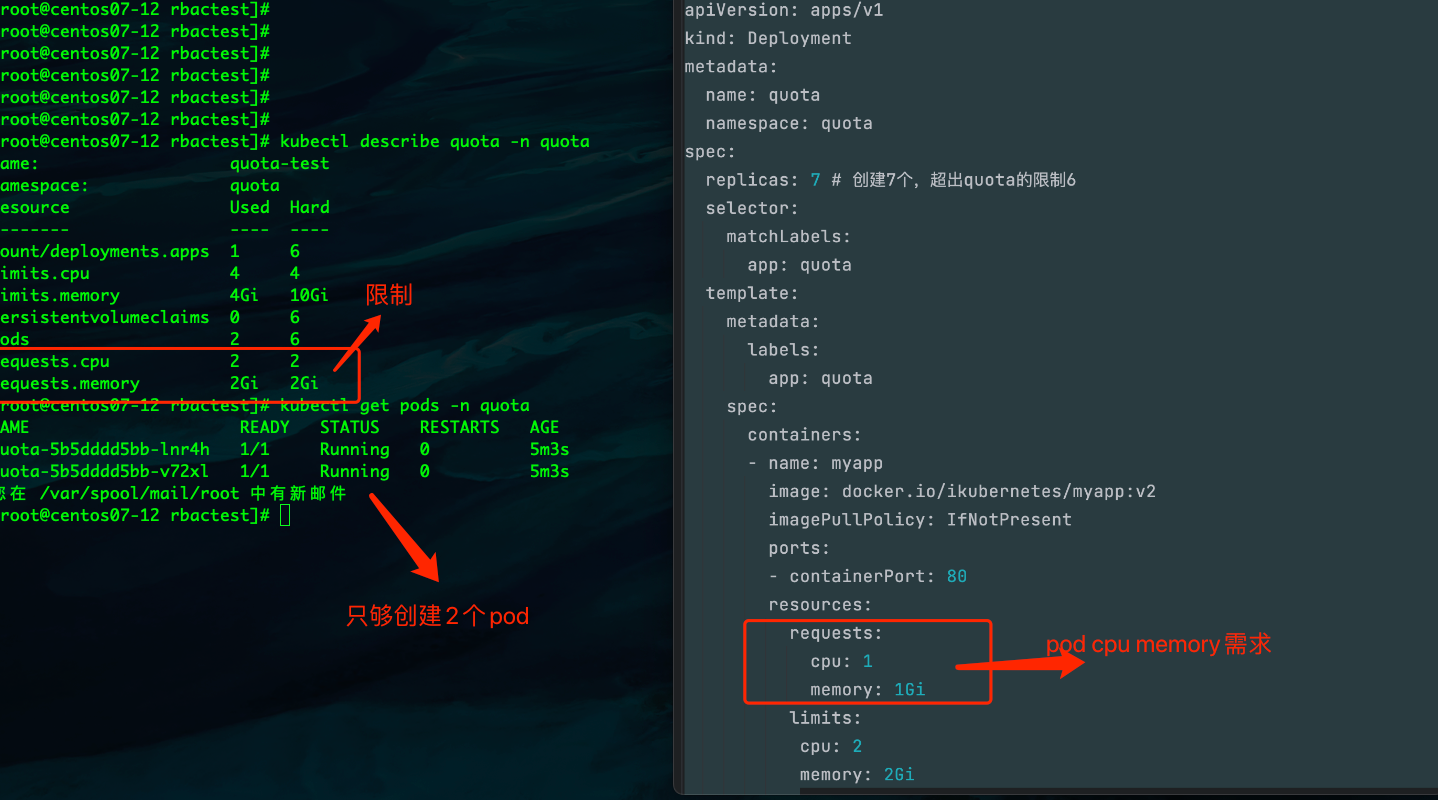 root@centos07-12 rbactest]#
root@centos07-12 rbactest]#
root@centos07-12 rbactest]#
root@centos07-12 rbactest]#
root@centos07-12 rbactest]#
root@centos07-12 rbactest]#
root@centos07-12 rbactest]# kubectl describe quota -n quota
ame: quota-test
amespace: quota
esource Used Hard
------- ---- ----
ount/deployments.apps 1 6
imits.cpu 4 4
imits.memory 4Gi 10Gi
ersistentvolumeclaims 0 6
ods 2 6
equests.cpu 2 2
equests.memory 2Gi 2Gi
root@centos07-12 rbactest]# kubectl get pods -n quota
AME READY STATUS RESTARTS AGE
uota-5b5dddd5bb-lnr4h 1/1 Running 0 5m3s
uota-5b5dddd5bb-v72xl 1/1 Running 0 5m3s
您在 /var/spool/mail/root 中有新邮件
root@centos07-12 rbactest]#
限制
只够创建2个pod
apiVersion: apps/v1
kind: Deployment
metadata:
name: quota
namespace: quota
spec:
replicas: 7 # 创建7个，超出quota的限制6
selector:
matchLabels:
app: quota
template:
metadata:
labels:
app: quota
spec:
containers:
- name: myapp
image: docker.io/ikubernetes/myapp:v2
imagePullPolicy: IfNotPresent
ports:
- containerPort: 80
resources:
requests:
cpu: 1
memory: 1Gi
limits:
cpu: 2
memory: 2Gi
pod cpu memory需求